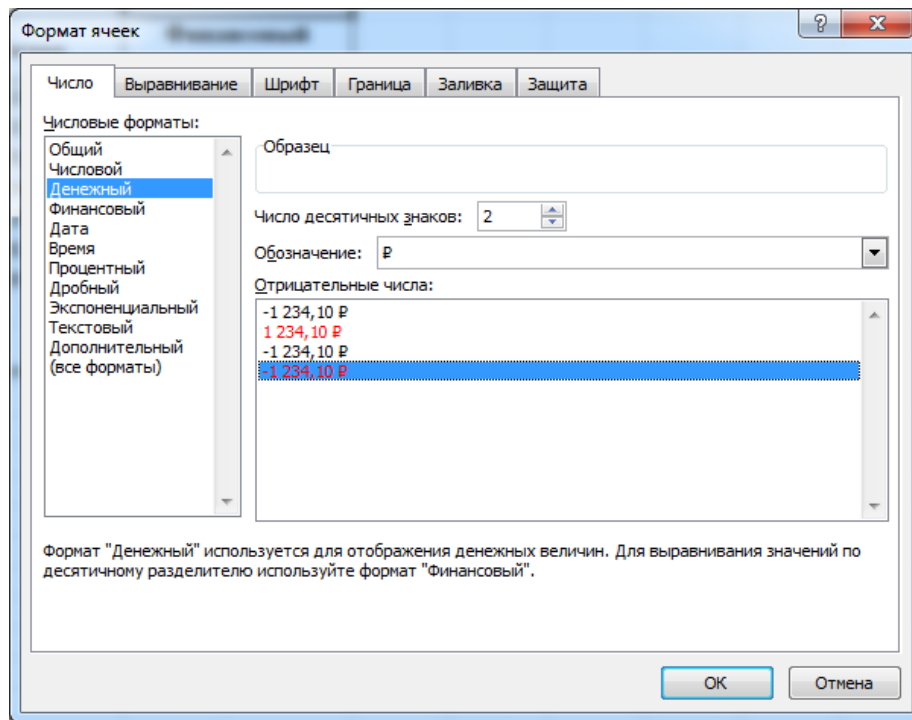 Формат ячеек
Финансовый
Число Выравнивание Шрифт Граница Заливка Защита
Числовые форматы:
Общий
Числовой
Денежный
Финансовый
Дата
Время
Процентный
Дробный
Экспоненциальный
Текстовый
Дополнительный
(все форматы)
Образец
Число десятичных знаков: 2
Обозначение: ₽
Отрицательные числа:
-1 234,10 ₽
1 234,10 ₽
-1 234,10 ₽
-1 234,10 ₽
Формат "Денежный" используется для отображения денежных величин. Для выравнивания значений по
десятичному разделителю используйте формат "Финансовый".
ОК Отмена